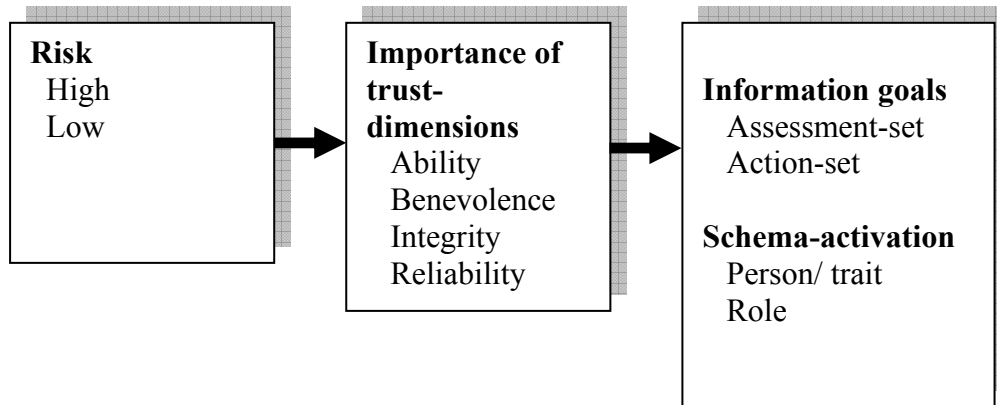 Risk
High
Low
Importance of
trust-
dimensions
Ability
Benevolence
Integrity
Reliability
Information goals
Assessment-set
Action-set
Schema-activation
Person/ trait
Role